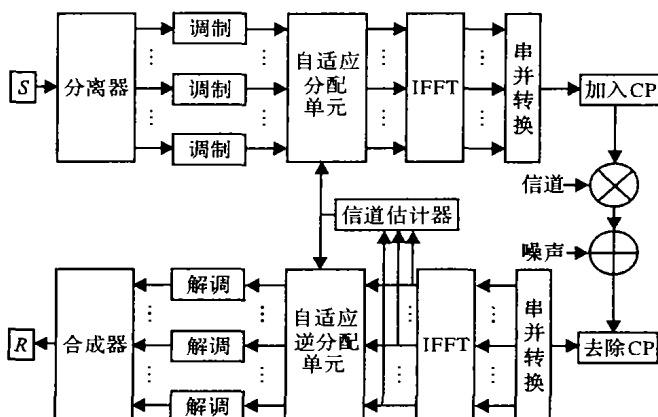 S
分离器
调制
调制
调制
自适应
分配
单元
IFFT
串并转换
加入CP
信道
噪声
去除CP
信道估计器
R
合成器
解调
解调
解调
自适应
逆分配
单元
IFFT
串并转换